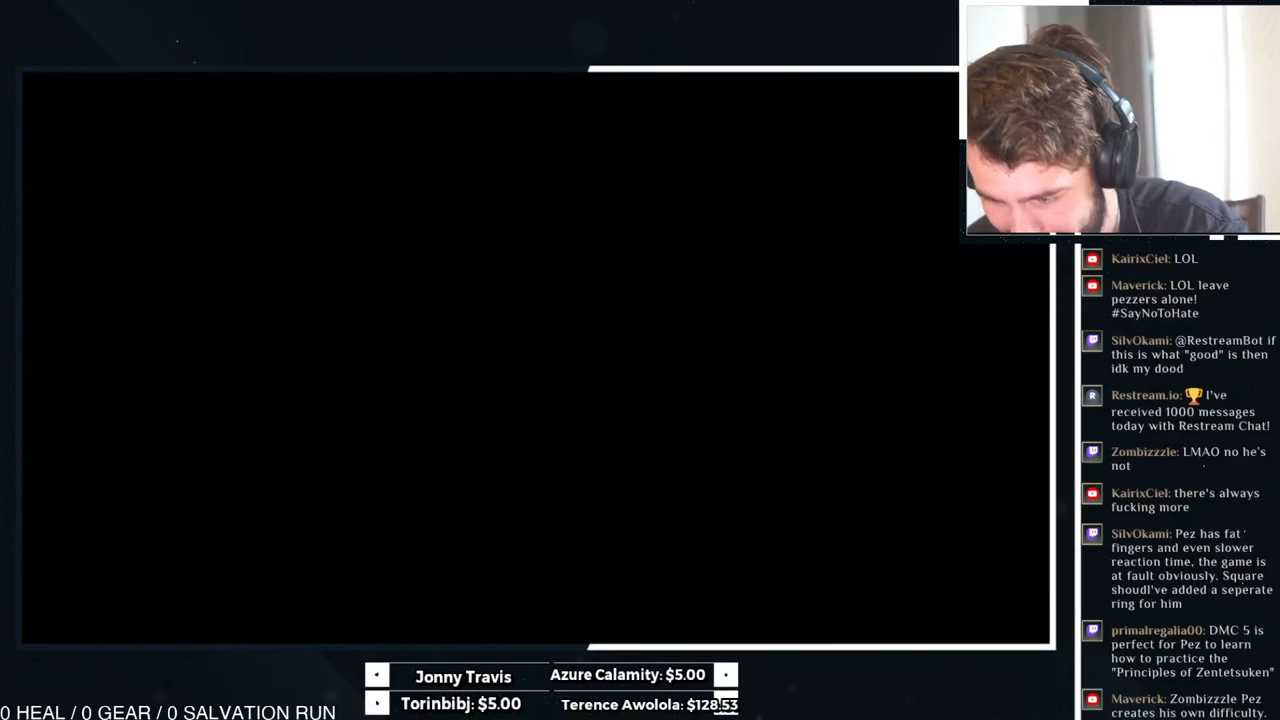 KairixCiel: LOL
Maverick: LOL leave
pezzers alone!
#SayNoToHate
SilvOkami: @RestreamBot if
this is what "good" is then
idk my dood
Restream.io: 🏆 I've
received 1000 messages
today with Restream Chat!
Zombizzzle: LMAO no he's
not
KairixCiel: there's always
fucking more
SilvOkami: Pez has fat
fingers and even slower
reaction time, the game is
at fault obviously. Square
shoudl've added a seperate
ring for him
primalregalia00: DMC 5 is
perfect for Pez to learn
how to practice the
"Principles of Zentetsuken"
Maverick: Zombizzzle Pez
creates his own difficulty.
Jonny Travis
Azure Calamity: $5.00
Torinhbj: $5.00
Terence Awdola: $128.53
0 HEAL / 0 GEAR / 0 SALVATION RUN